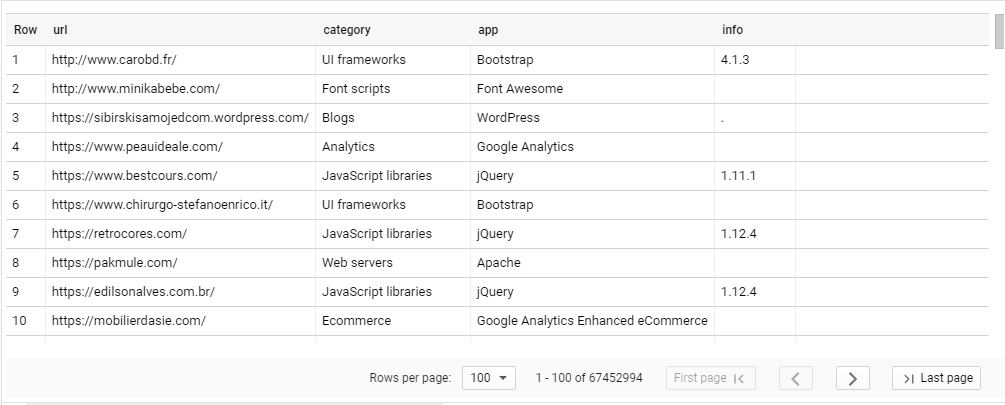 Row url category app info
1 http://www.carobd.fr/ UI frameworks Bootstrap 4.1.3
2 http://www.minikabebe.com/ Font scripts Font Awesome
3 https://sibirskisamojedcom.wordpress.com/ Blogs WordPress .
4 https://www.peauideale.com/ Analytics Google Analytics
5 https://www.bestcours.com/ JavaScript libraries jQuery 1.11.1
6 https://www.chirurgo-stefanoenrico.it/ UI frameworks Bootstrap
7 https://retrocores.com/ JavaScript libraries jQuery 1.12.4
8 https://pakmule.com/ Web servers Apache
9 https://edilsonalves.com.br/ JavaScript libraries jQuery 1.12.4
10 https://mobilierdasie.com/ Ecommerce Google Analytics Enhanced eCommerce
Rows per page: 100 1 - 100 of 67452994 First page Last page